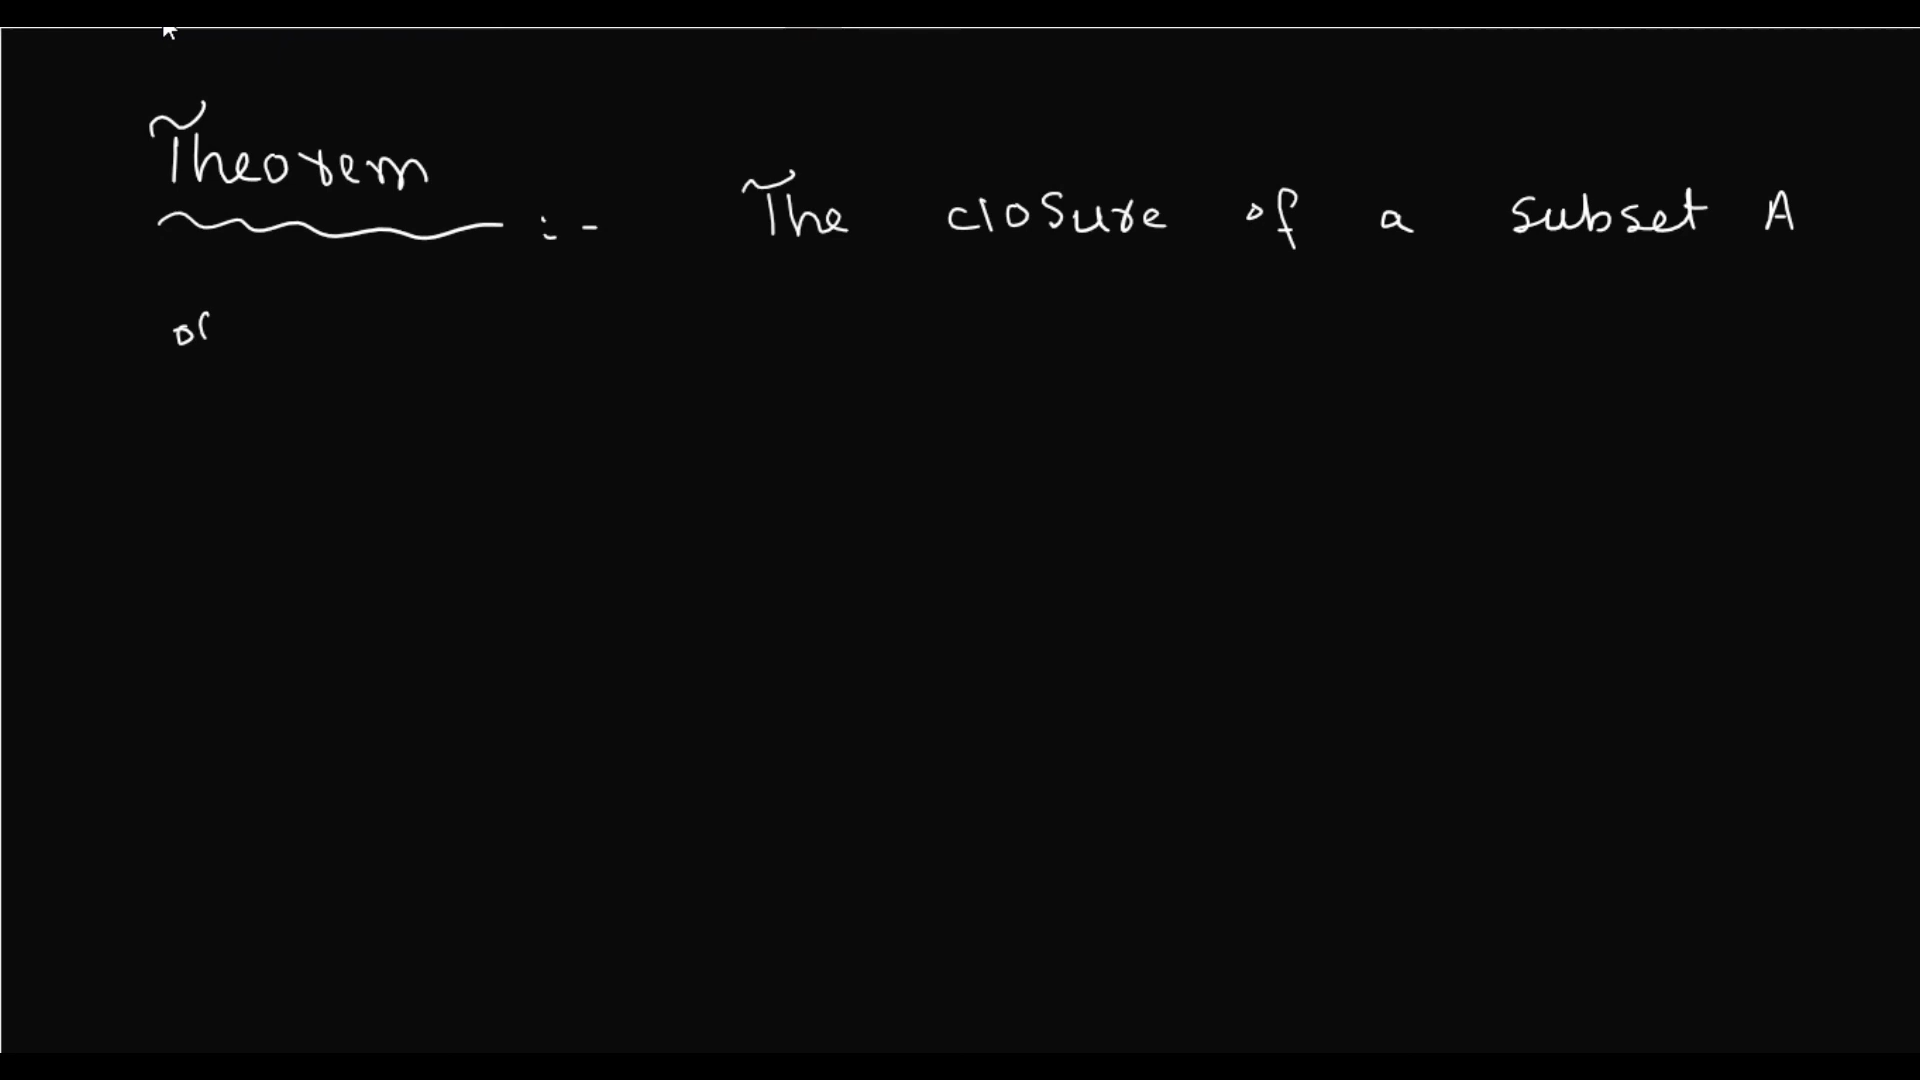 Theorem :- The closure of a subset A
or